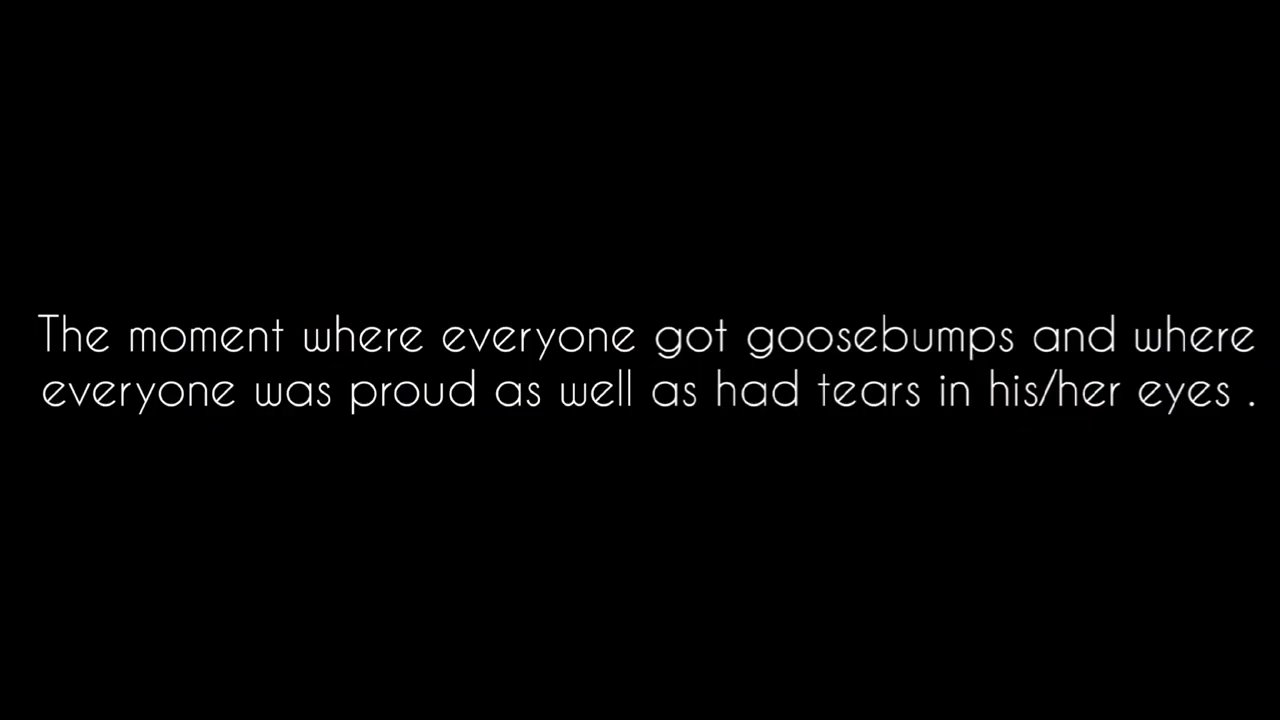 The moment where everyone got goosebumps and where
everyone was proud as well as had tears in his/her eyes .